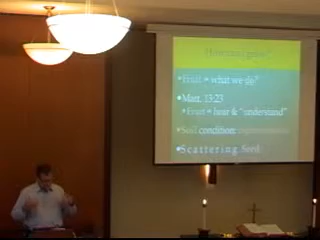 • Fruit = what we do?
• Matt. 13:23
• Fruit = hear & "understand"
• Soil condition
• Scattering Seed